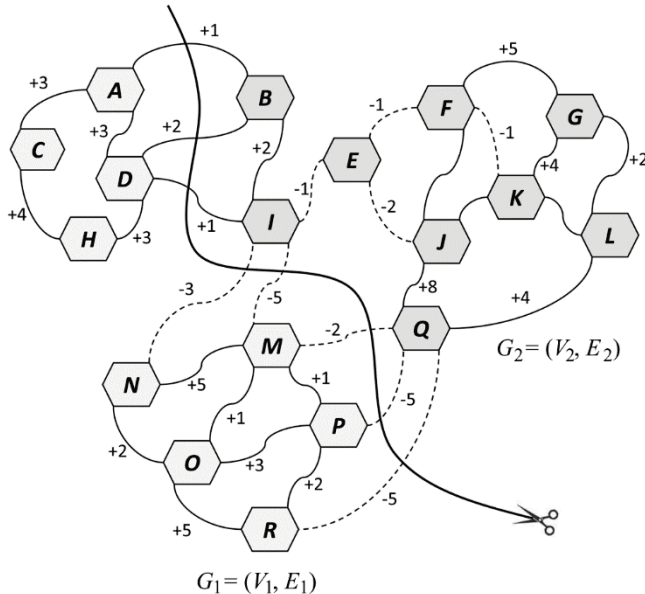 +1
+5
+3
A
B
-1
F
G
-1
C
+3
+2
+2
E
+4
+2
D
-1
K
+4
H
+3
+1
I
-2
J
L
-3
-5
+8
+4
M
-2
Q
G2 = (V2, E2)
N
+5
+1
+1
P
-5
+2
O
+3
+2
-5
+5
R
G1 = (V1, E1)